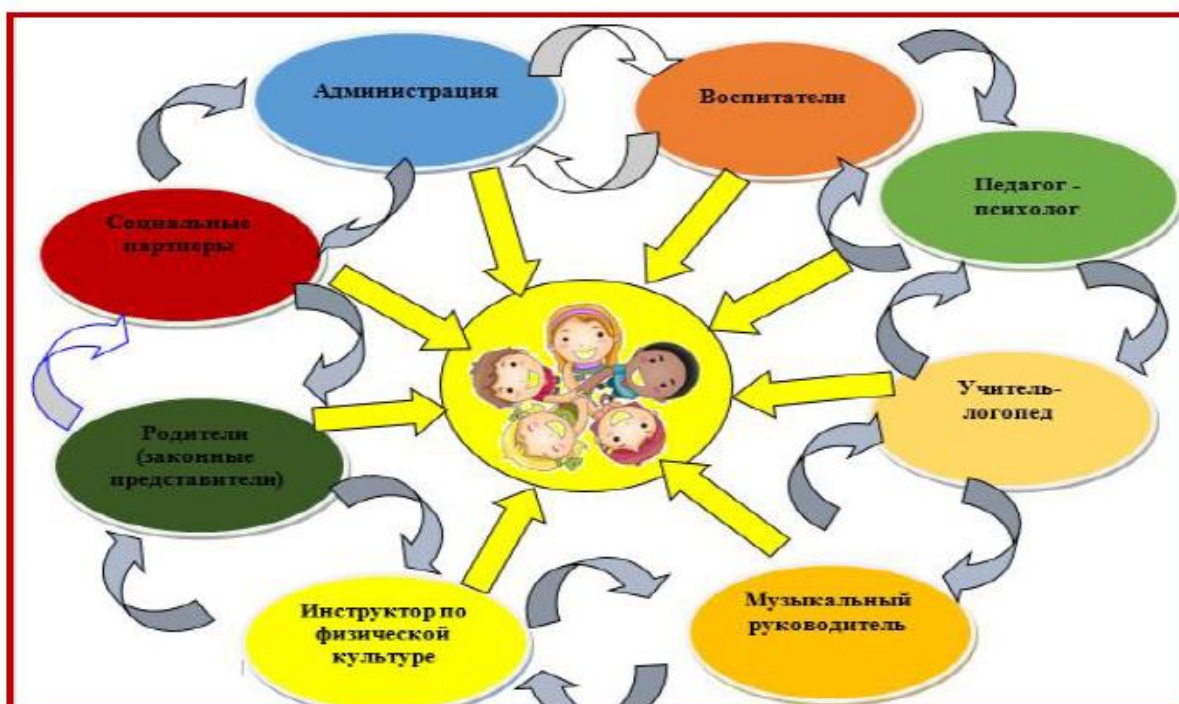 Администрация
Воспитатели
Педагог -
психолог
Социальные
партнеры
Учитель-
логопед
Родители
(законные
представители)
Музыкальный
руководитель
Инструктор по
физической
культуре